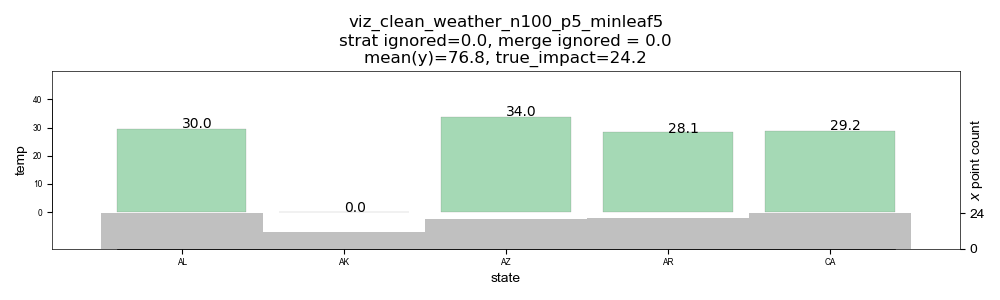 viz_clean_weather_n100_p5_minleaf5
strat ignored=0.0, merge ignored = 0.0
mean(y)=76.8, true_impact=24.2
40
30
20
10
0
temp
30.0
0.0
34.0
28.1
29.2
24
0
x point count
AL
AK
AZ
AR
CA
state